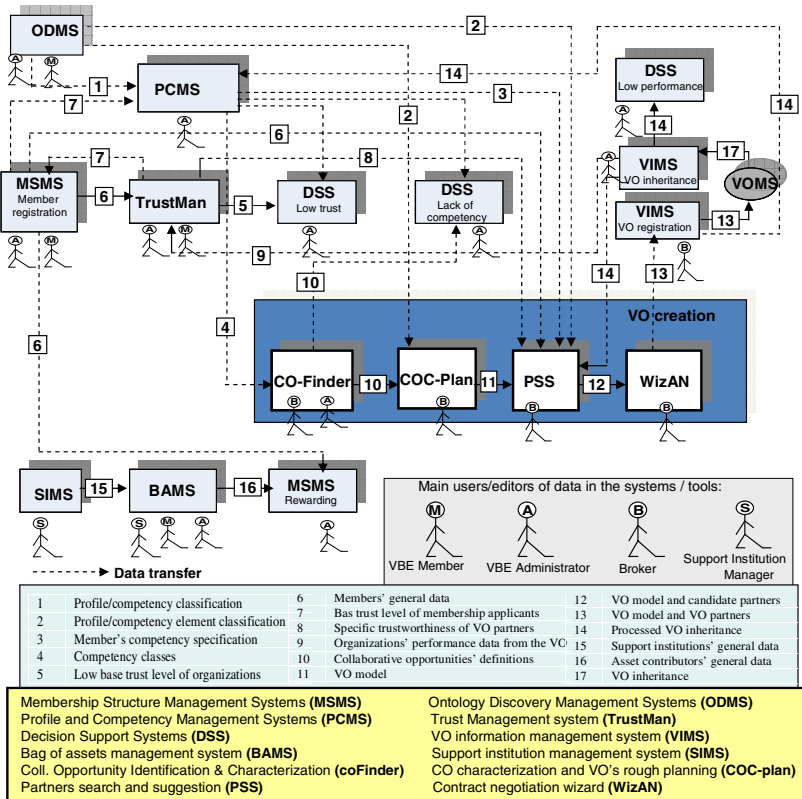 ODMS
2
A
M
1
14
DSS
Low performance
PCMS
3
7
2
14
A
6
14
A
A
7
8
17
MSMS
Member
registration
VIMS
VO inheritance
6
TrustMan
5
DSS
Low trust
DSS
Lack of
competency
VOMS
VIMS
VO registration
13
A
M
A
M
A
A
9
B
10
14
13
VO creation
4
6
CO-Finder
10
COC-Plan
11
PSS
12
WizAN
B
A
B
B
B
SIMS
15
BAMS
16
MSMS
Rewarding
S
S
M
A
A
Main users/editors of data in the systems / tools:
M
A
B
S
VBE Member
VBE Administrator
Broker
Support Institution
Manager
Data transfer
1 Profile/competency classification
2 Profile/competency element classification
3 Member's competency specification
4 Competency classes
5 Low base trust level of organizations
6 Members' general data
7 Bas trust level of membership applicants
8 Specific trustworthiness of VO partners
9 Organizations' performance data from the VO
10 Collaborative opportunities' definitions
11 VO model
12 VO model and candidate partners
13 VO model and VO partners
14 Processed VO inheritance
15 Support institutions' general data
16 Asset contributors' general data
17 VO inheritance
Membership Structure Management Systems (MSMS)
Profile and Competency Management Systems (PCMS)
Decision Support Systems (DSS)
Bag of assets management system (BAMS)
Coll. Opportunity Identification & Characterization (coFinder)
Partners search and suggestion (PSS)
Ontology Discovery Management Systems (ODMS)
Trust Management system (TrustMan)
VO information management system (VIMS)
Support institution management system (SIMS)
CO characterization and VO's rough planning (COC-plan)
Contract negotiation wizard (WizAN)